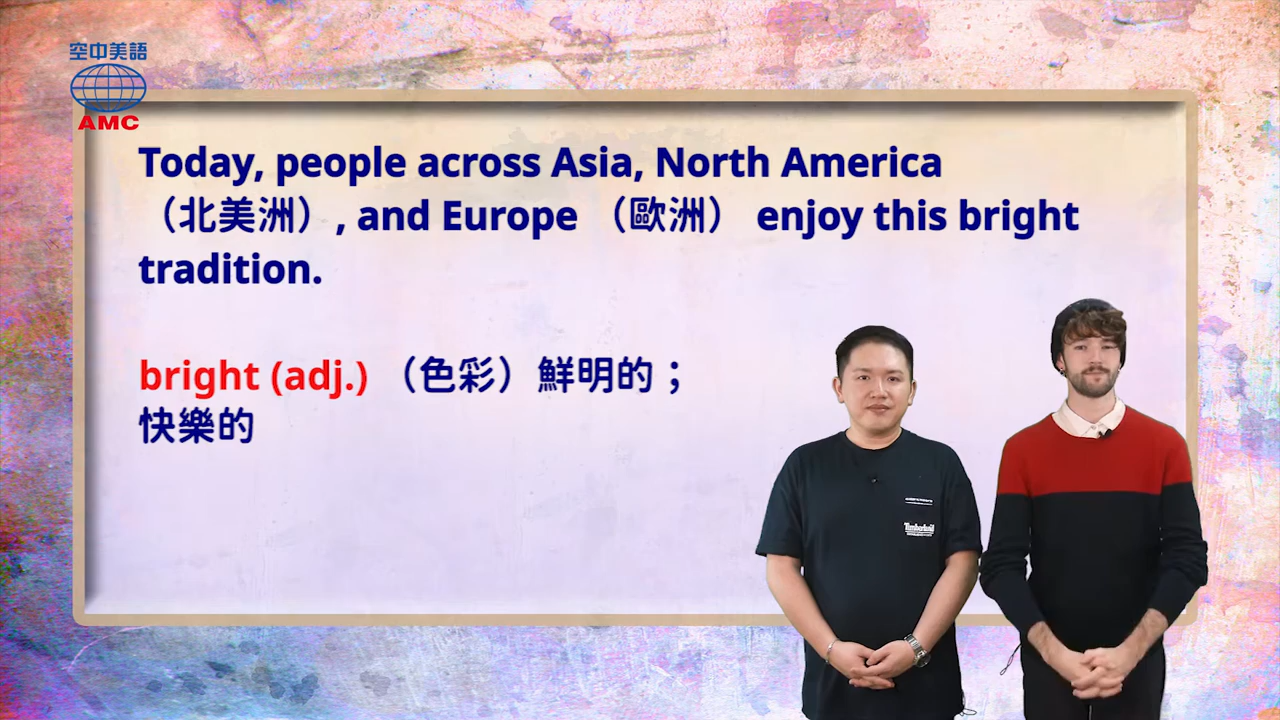 空中美語
AMC
Today, people across Asia, North America
（北美洲）, and Europe （歐洲） enjoy this bright
tradition.
bright (adj.) （色彩）鮮明的；
快樂的
Timberland